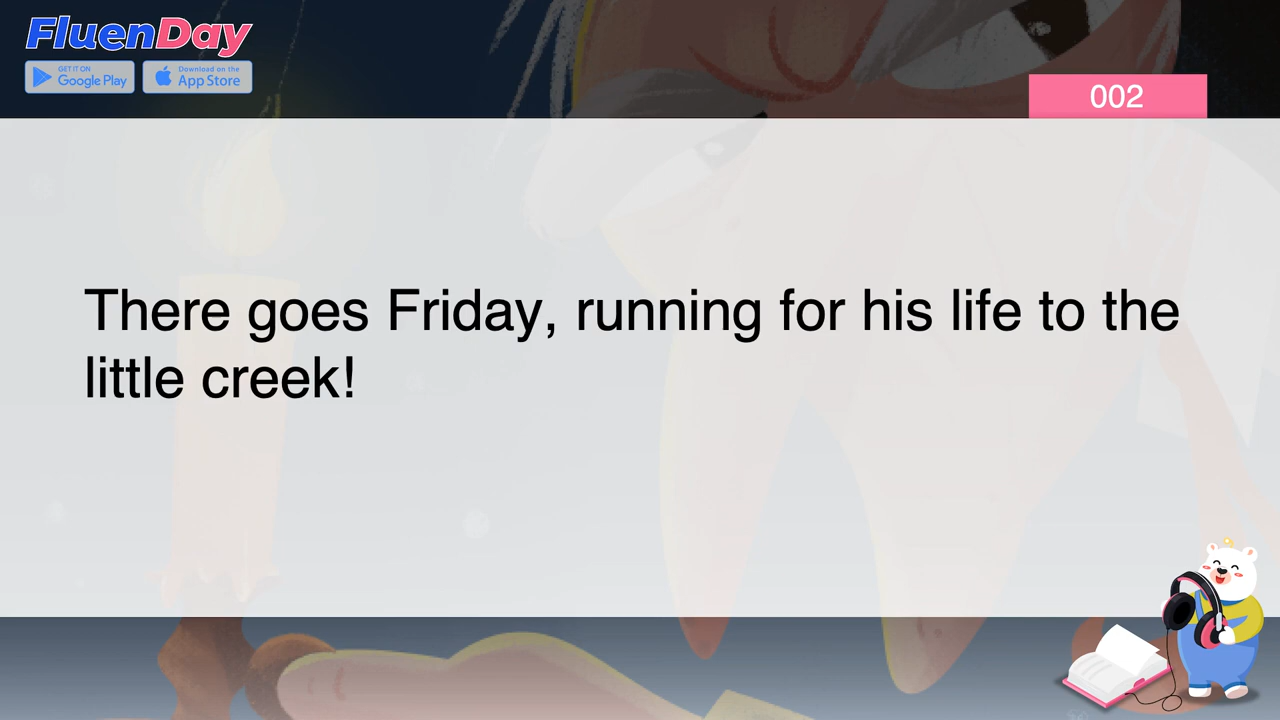 FluenDay
GET IT ON
Google Play
Download on the
App Store
002
There goes Friday, running for his life to the
little creek!